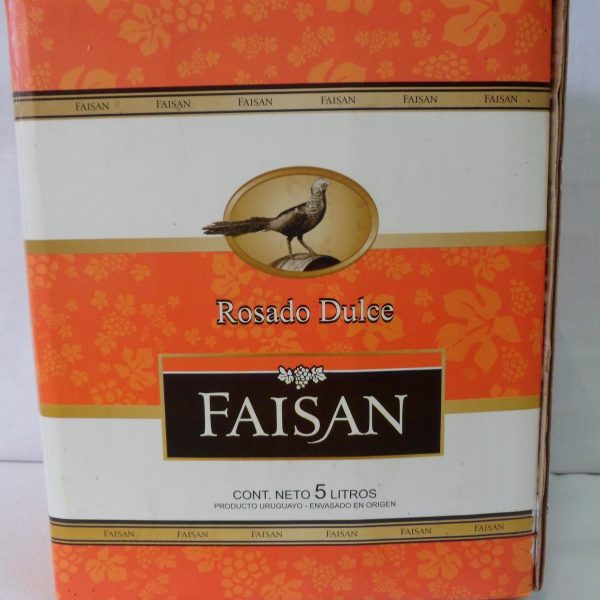 FAISAN FAISAN FAISAN FAISAN FAISAN FAISAN
Rosado Dulce
FAISAN
CONT. NETO 5 LITROS
PRODUCTO URUGUAYO - ENVASADO EN ORIGEN
FAISAN FAISAN FAISAN FAISAN FAISAN FAISAN